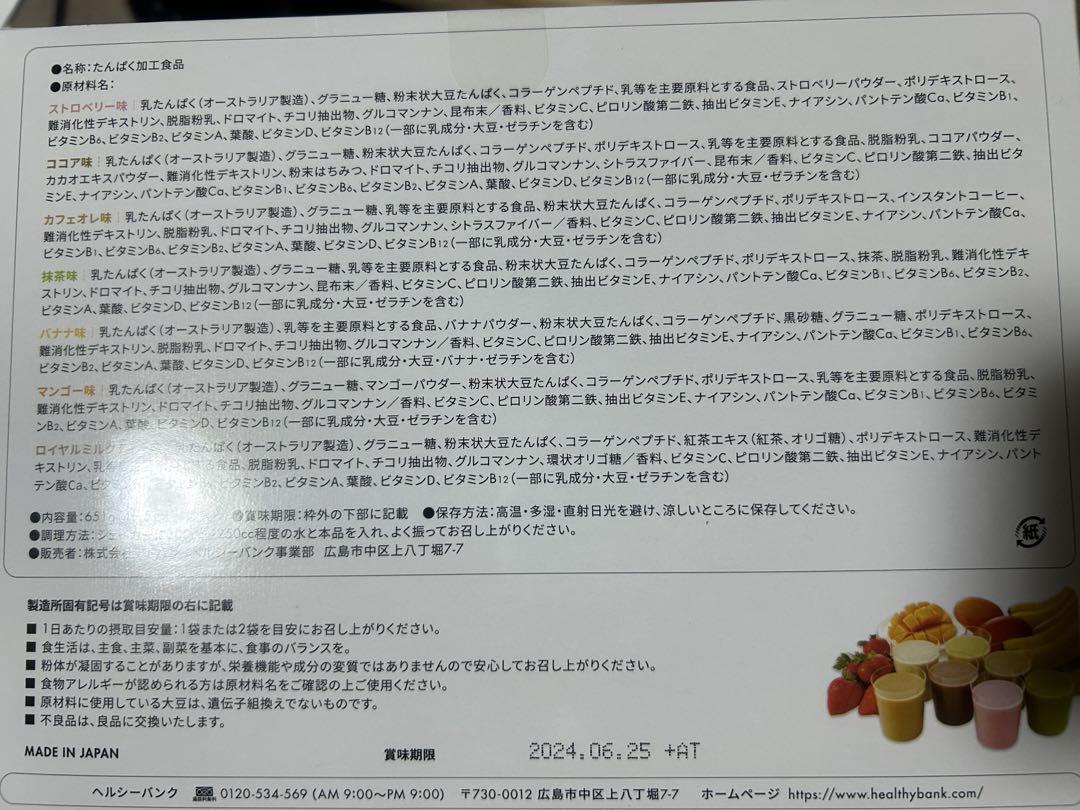 ●名称：たんぱく加工食品
●原材料名：
ストロベリー味｜乳たんぱく（オーストラリア製造）、グラニュー糖、粉末状大豆たんぱく、コラーゲンペプチド、乳等を主要原料とする食品、ストロベリーパウダー、ポリデキストロース、
難消化性デキストリン、脱脂粉乳、ドロマイト、チコリ抽出物、グルコマンナン、昆布末／香料、ビタミンC、ピロリン酸第二鉄、抽出ビタミンE、ナイアシン、パントテン酸Ca、ビタミンB1、
ビタミンB6、ビタミンB2、ビタミンA、葉酸、ビタミンD、ビタミンB12（一部に乳成分・大豆・ゼラチンを含む）
ココア味｜乳たんぱく（オーストラリア製造）、グラニュー糖、粉末状大豆たんぱく、コラーゲンペプチド、ポリデキストロース、乳等を主要原料とする食品、脱脂粉乳、ココアパウダー、
カカオエキスパウダー、難消化性デキストリン、粉末はちみつ、ドロマイト、チコリ抽出物、グルコマンナン、シトラスファイバー、昆布末／香料、ビタミンC、ピロリン酸第二鉄、抽出ビタ
ミンE、ナイアシン、パントテン酸Ca、ビタミンB1、ビタミンB6、ビタミンB2、ビタミンA、葉酸、ビタミンD、ビタミンB12（一部に乳成分・大豆・ゼラチンを含む）
カフェオレ味｜乳たんぱく（オーストラリア製造）、グラニュー糖、乳等を主要原料とする食品、粉末状大豆たんぱく、コラーゲンペプチド、ポリデキストロース、インスタントコーヒー、
難消化性デキストリン、脱脂粉乳、ドロマイト、チコリ抽出物、グルコマンナン、シトラスファイバー／香料、ビタミンC、ピロリン酸第二鉄、抽出ビタミンE、ナイアシン、パントテン酸Ca、
ビタミンB1、ビタミンB6、ビタミンB2、ビタミンA、葉酸、ビタミンD、ビタミンB12（一部に乳成分・大豆・ゼラチンを含む）
抹茶味｜乳たんぱく（オーストラリア製造）、グラニュー糖、乳等を主要原料とする食品、粉末状大豆たんぱく、コラーゲンペプチド、ポリデキストロース、抹茶、脱脂粉乳、難消化性デキ
ストリン、ドロマイト、チコリ抽出物、グルコマンナン、昆布末／香料、ビタミンC、ピロリン酸第二鉄、抽出ビタミンE、ナイアシン、パントテン酸Ca、ビタミンB1、ビタミンB6、ビタミンB2、
ビタミンA、葉酸、ビタミンD、ビタミンB12（一部に乳成分・大豆・ゼラチンを含む）
バナナ味｜乳たんぱく（オーストラリア製造）、乳等を主要原料とする食品、バナナパウダー、粉末状大豆たんぱく、コラーゲンペプチド、黒砂糖、グラニュー糖、ポリデキストロース、
難消化性デキストリン、脱脂粉乳、ドロマイト、チコリ抽出物、グルコマンナン／香料、ビタミンC、ピロリン酸第二鉄、抽出ビタミンE、ナイアシン、パントテン酸Ca、ビタミンB1、ビタミンB6、
ビタミンB2、ビタミンA、葉酸、ビタミンD、ビタミンB12（一部に乳成分・大豆・バナナ・ゼラチンを含む）
マンゴー味｜乳たんぱく（オーストラリア製造）、グラニュー糖、マンゴーパウダー、粉末状大豆たんぱく、コラーゲンペプチド、ポリデキストロース、乳等を主要原料とする食品、脱脂粉乳、
難消化性デキストリン、ドロマイト、チコリ抽出物、グルコマンナン／香料、ビタミンC、ピロリン酸第二鉄、抽出ビタミンE、ナイアシン、パントテン酸Ca、ビタミンB1、ビタミンB6、ビタミ
ンB2、ビタミンA、葉酸、ビタミンD、ビタミンB12（一部に乳成分・大豆・ゼラチンを含む）
ロイヤルミルク たんぱく（オーストラリア製造）、グラニュー糖、粉末状大豆たんぱく、コラーゲンペプチド、紅茶エキス（紅茶、オリゴ糖）、ポリデキストロース、難消化性デ
キストリン、乳 食品、脱脂粉乳、ドロマイト、チコリ抽出物、グルコマンナン、環状オリゴ糖／香料、ビタミンC、ピロリン酸第二鉄、抽出ビタミンE、ナイアシン、パント
テン酸Ca、ビタ B2、ビタミンA、葉酸、ビタミンD、ビタミンB12（一部に乳成分・大豆・ゼラチンを含む）
●内容量：651 ●賞味期限：枠外の下部に記載 ●保存方法：高温・多湿・直射日光を避け、涼しいところに保存してください。
●調理方法：シェ 250cc程度の水と本品を入れ、よく振ってお召し上がりください。
●販売者：株式会社 ヘルシーバンク事業部 広島市中区上八丁堀7-7
紙
製造所固有記号は賞味期限の右に記載
■ 1日あたりの摂取目安量：1袋または2袋を目安にお召し上がりください。
■ 食生活は、主食、主菜、副菜を基本に、食事のバランスを。
■ 粉体が凝固することがありますが、栄養機能や成分の変質ではありませんので安心してお召し上がりください。
■ 食物アレルギーが認められる方は原材料名をご確認の上ご使用ください。
■ 原材料に使用している大豆は、遺伝子組換えでないものです。
■ 不良品は、良品に交換いたします。
MADE IN JAPAN 賞味期限 2024.06.25 +AT
ヘルシーバンク 通話料無料 0120-534-569 (AM 9:00〜PM 9:00) 〒730-0012 広島市中区上八丁堀7-7 ホームページ https://www.healthybank.com/